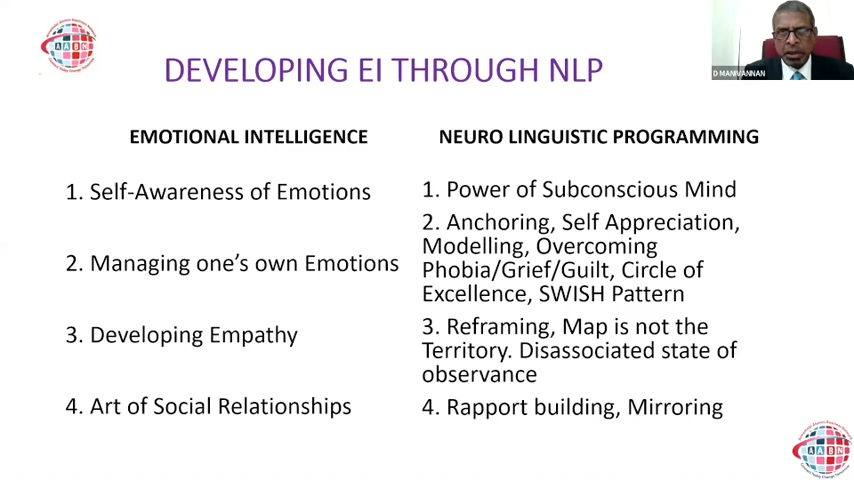 DEVELOPING EI THROUGH NLP
D MANIVANNAN
EMOTIONAL INTELLIGENCE
1. Self-Awareness of Emotions
2. Managing one's own Emotions
3. Developing Empathy
4. Art of Social Relationships
NEURO LINGUISTIC PROGRAMMING
1. Power of Subconscious Mind
2. Anchoring, Self Appreciation,
Modelling, Overcoming
Phobia/Grief/Guilt, Circle of
Excellence, SWISH Pattern
3. Reframing, Map is not the
Territory. Disassociated state of
observance
4. Rapport building, Mirroring
AABN
AABN